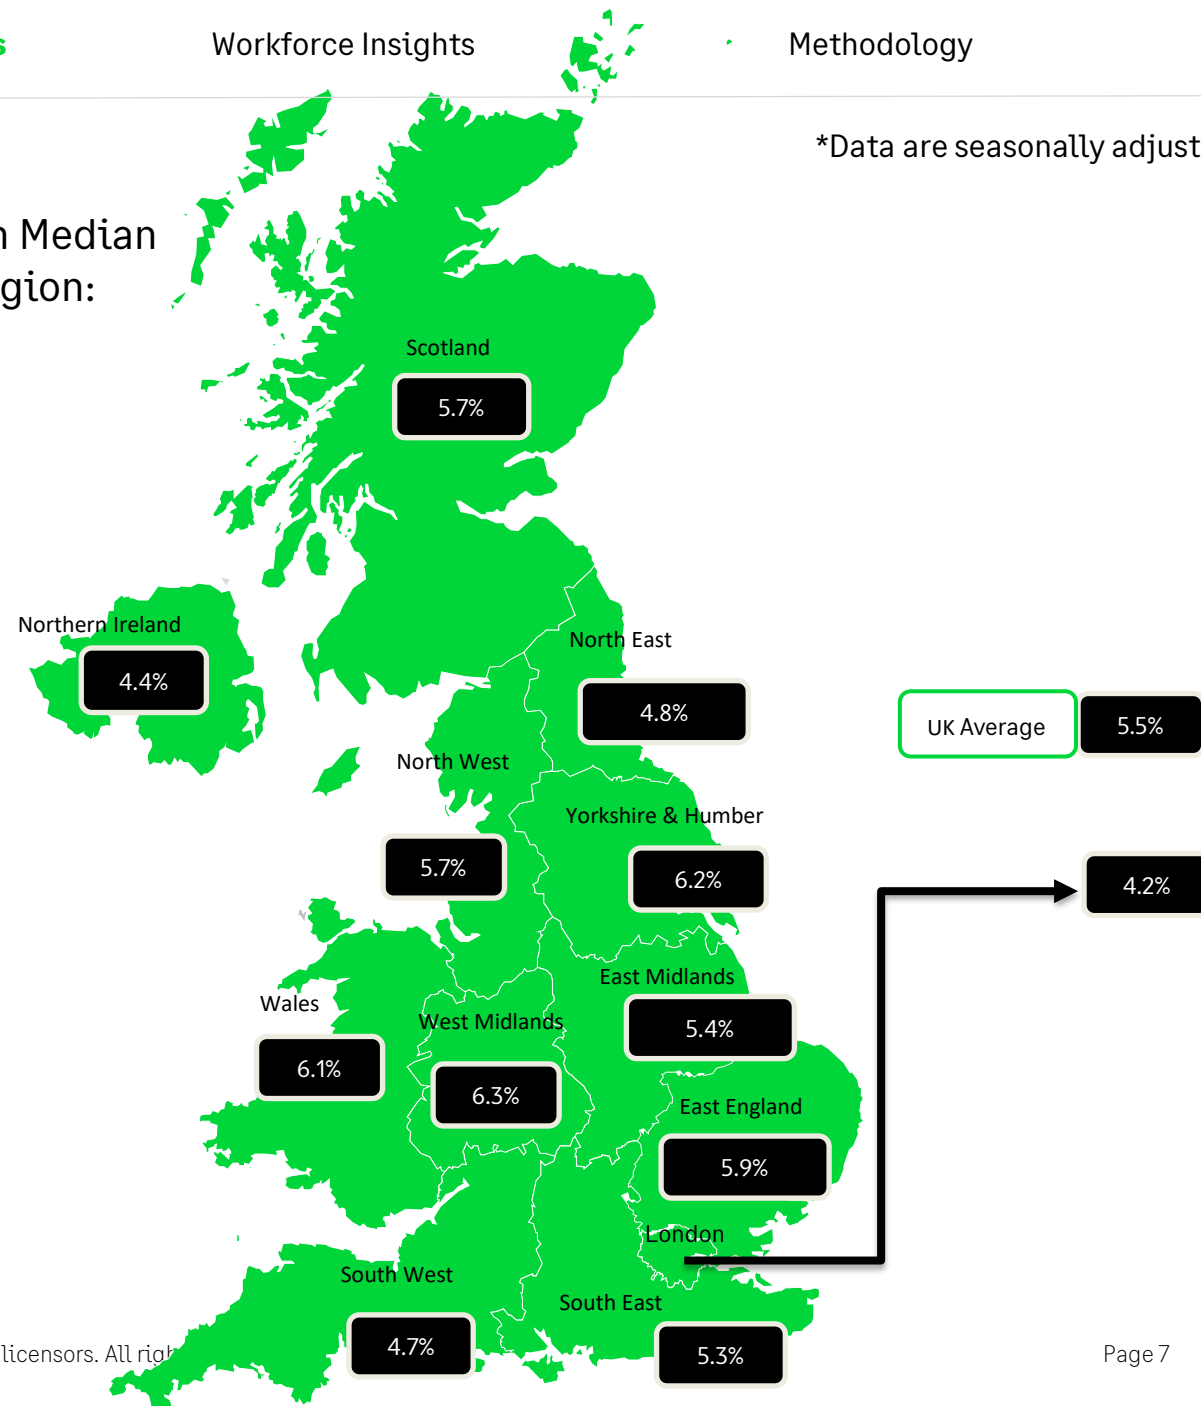 s
Workforce Insights
Methodology
*Data are seasonally adjust
n Median
gion:
Scotland
5.7%
Northern Ireland
4.4%
North East
4.8%
UK Average
5.5%
North West
5.7%
Yorkshire & Humber
6.2%
4.2%
East Midlands
5.4%
Wales
6.1%
West Midlands
6.3%
East England
5.9%
London
South West
4.7%
South East
5.3%
licensors. All righ
Page 7